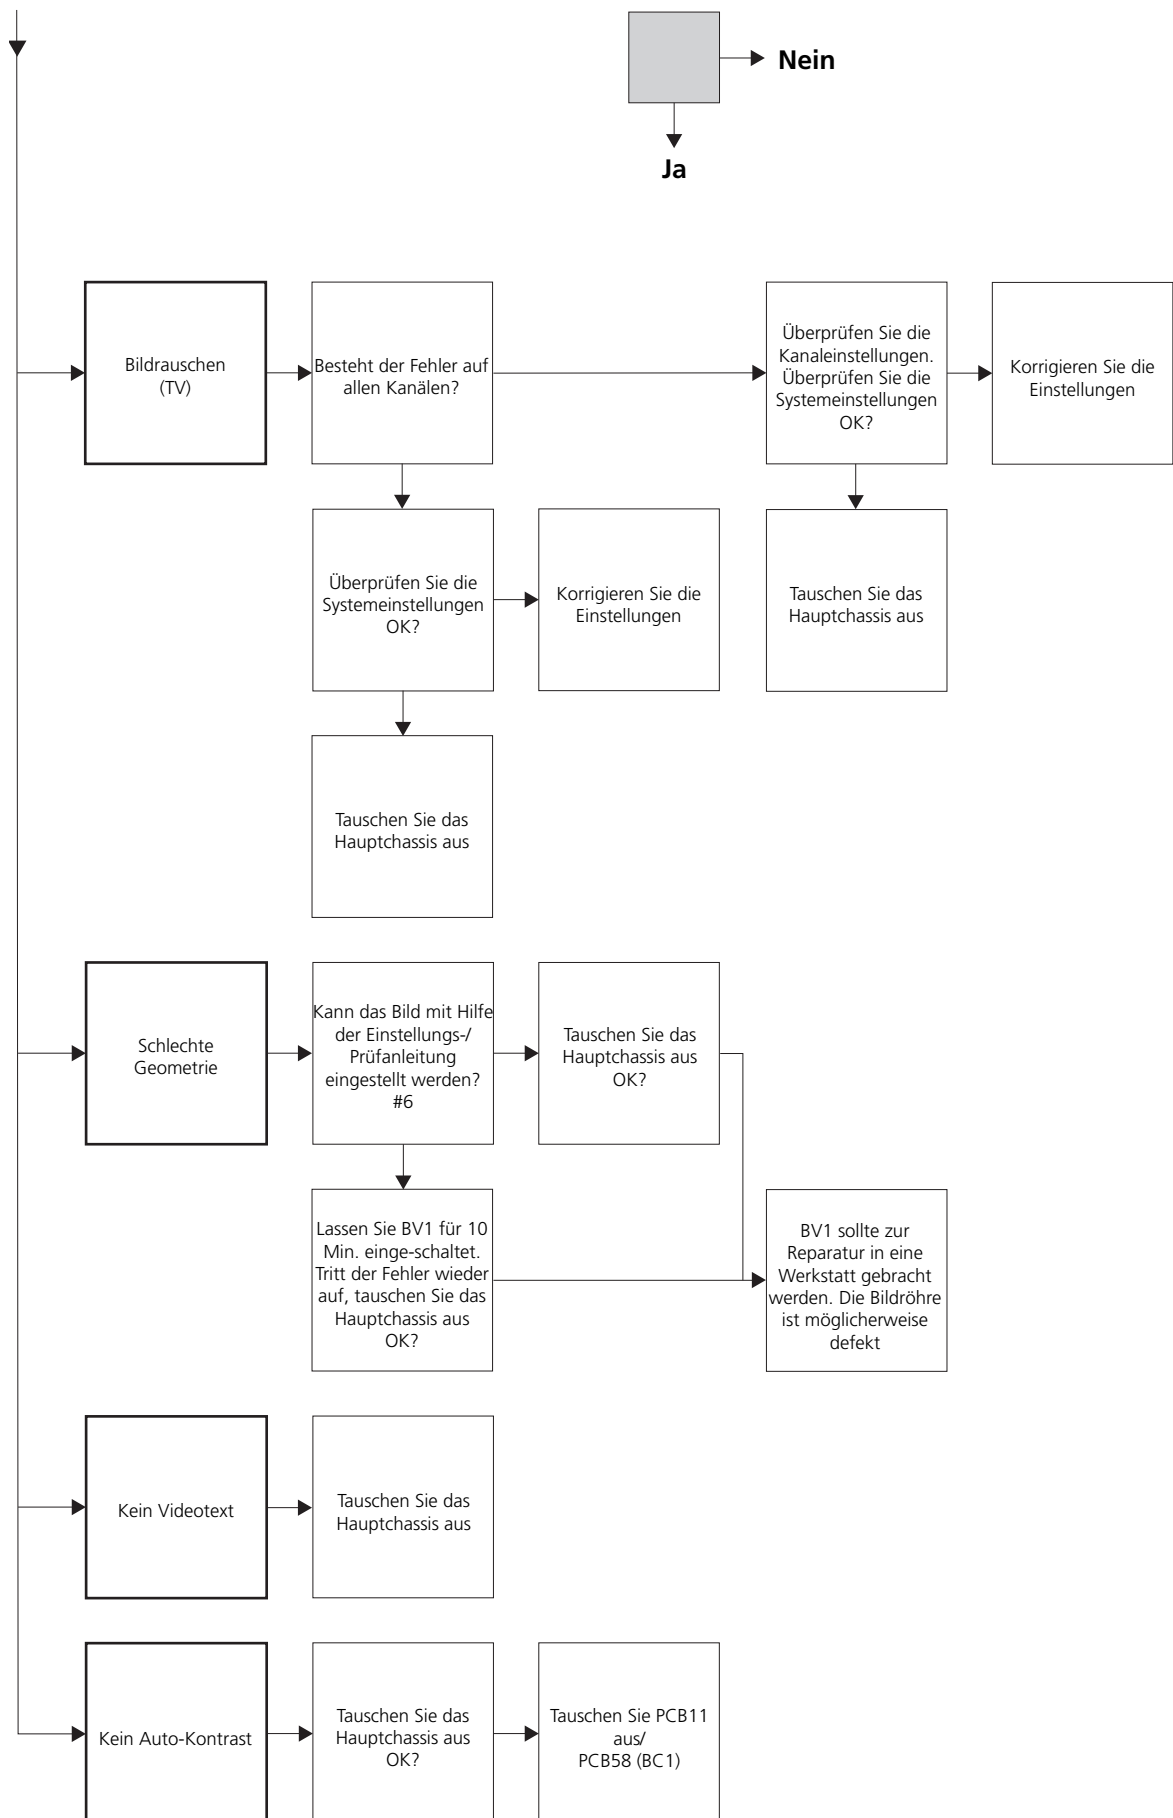 Nein
Ja
Bildrauschen
(TV)
Besteht der Fehler auf
allen Kanälen?
Überprüfen Sie die
Kanaleinstellungen.
Überprüfen Sie die
Systemeinstellungen
OK?
Korrigieren Sie die
Einstellungen
Überprüfen Sie die
Systemeinstellungen
OK?
Korrigieren Sie die
Einstellungen
Tauschen Sie das
Hauptchassis aus
Tauschen Sie das
Hauptchassis aus
Schlechte
Geometrie
Kann das Bild mit Hilfe
der Einstellungs-/
Prüfanleitung
eingestellt werden?
#6
Tauschen Sie das
Hauptchassis aus
OK?
Lassen Sie BV1 für 10
Min. einge-schaltet.
Tritt der Fehler wieder
auf, tauschen Sie das
Hauptchassis aus
OK?
BV1 sollte zur
Reparatur in eine
Werkstatt gebracht
werden. Die Bildröhre
ist möglicherweise
defekt
Kein Videotext
Tauschen Sie das
Hauptchassis aus
Kein Auto-Kontrast
Tauschen Sie das
Hauptchassis aus
OK?
Tauschen Sie PCB11
aus/
PCB58 (BC1)